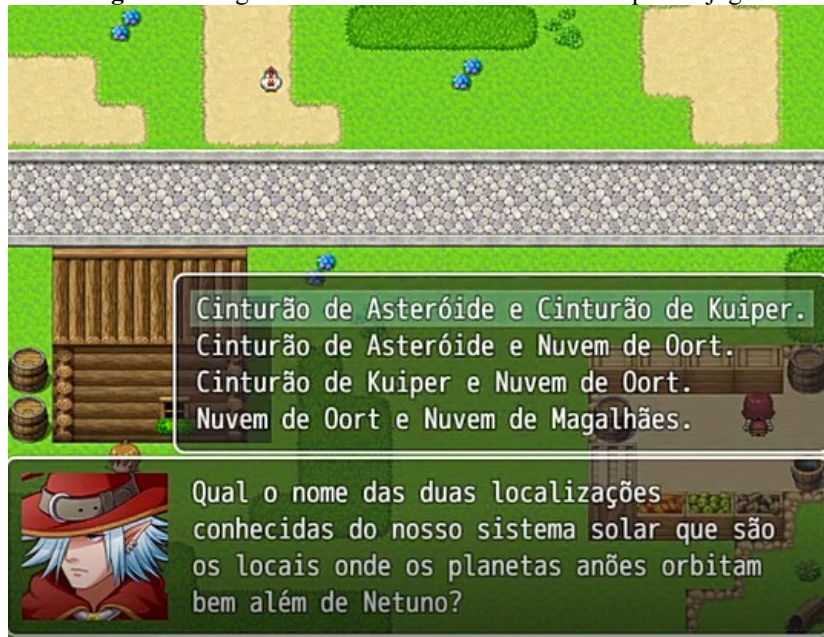 Cinturão de Asteróide e Cinturão de Kuiper.
Cinturão de Asteróide e Nuvem de Oort.
Cinturão de Kuiper e Nuvem de Oort.
Nuvem de Oort e Nuvem de Magalhães.
Qual o nome das duas localizações
conhecidas do nosso sistema solar que são
os locais onde os planetas anões orbitam
bem além de Netuno?